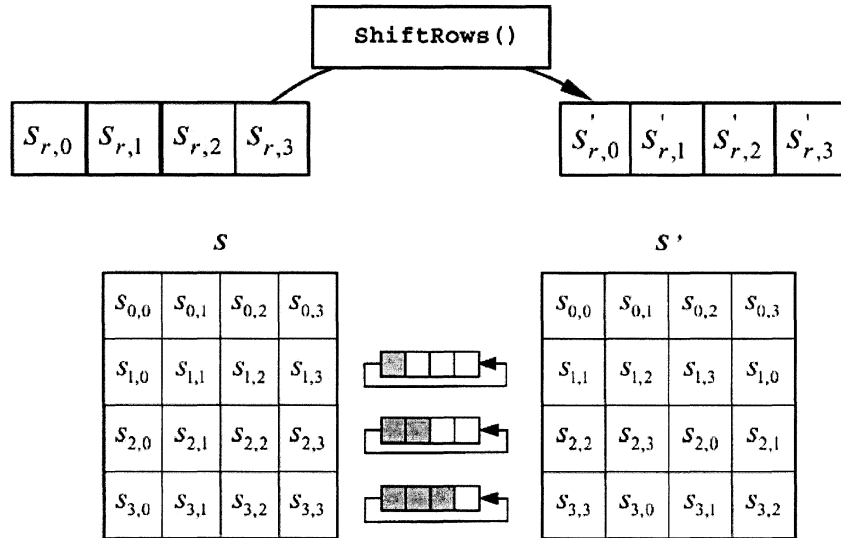 ShiftRows()
S_{r,0} S_{r,1} S_{r,2} S_{r,3} S'_{r,0} S'_{r,1} S'_{r,2} S'_{r,3}
S S'
S_{0,0} S_{0,1} S_{0,2} S_{0,3} S_{0,0} S_{0,1} S_{0,2} S_{0,3}
S_{1,0} S_{1,1} S_{1,2} S_{1,3} S_{1,1} S_{1,2} S_{1,3} S_{1,0}
S_{2,0} S_{2,1} S_{2,2} S_{2,3} S_{2,2} S_{2,3} S_{2,0} S_{2,1}
S_{3,0} S_{3,1} S_{3,2} S_{3,3} S_{3,3} S_{3,0} S_{3,1} S_{3,2}